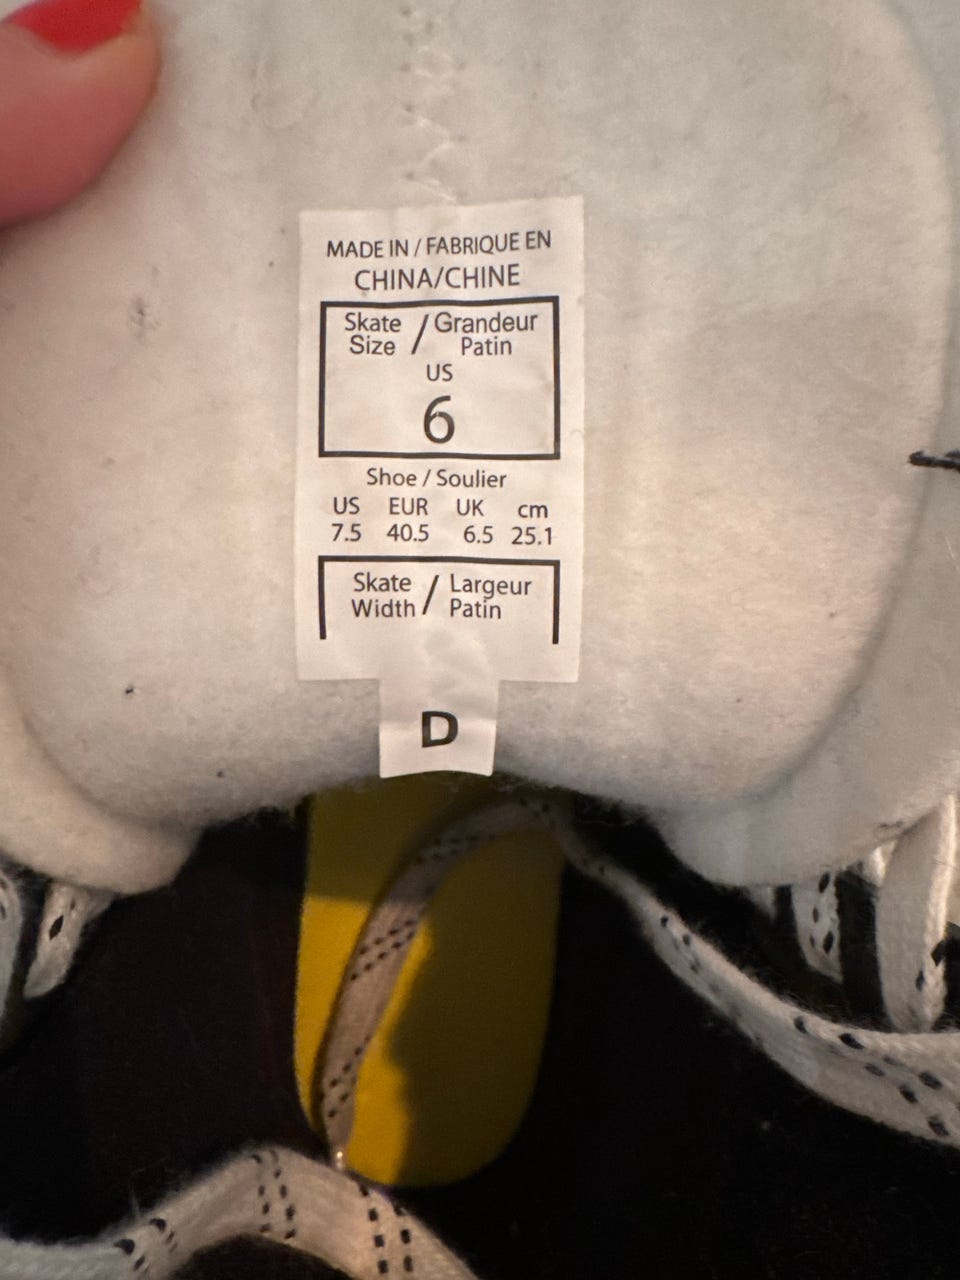 MADE IN / FABRIQUE EN
CHINA/CHINE
Skate Size / Grandeur Patin
US
6
Shoe / Soulier
US EUR UK cm
7.5 40.5 6.5 25.1
Skate Width / Largeur Patin
D